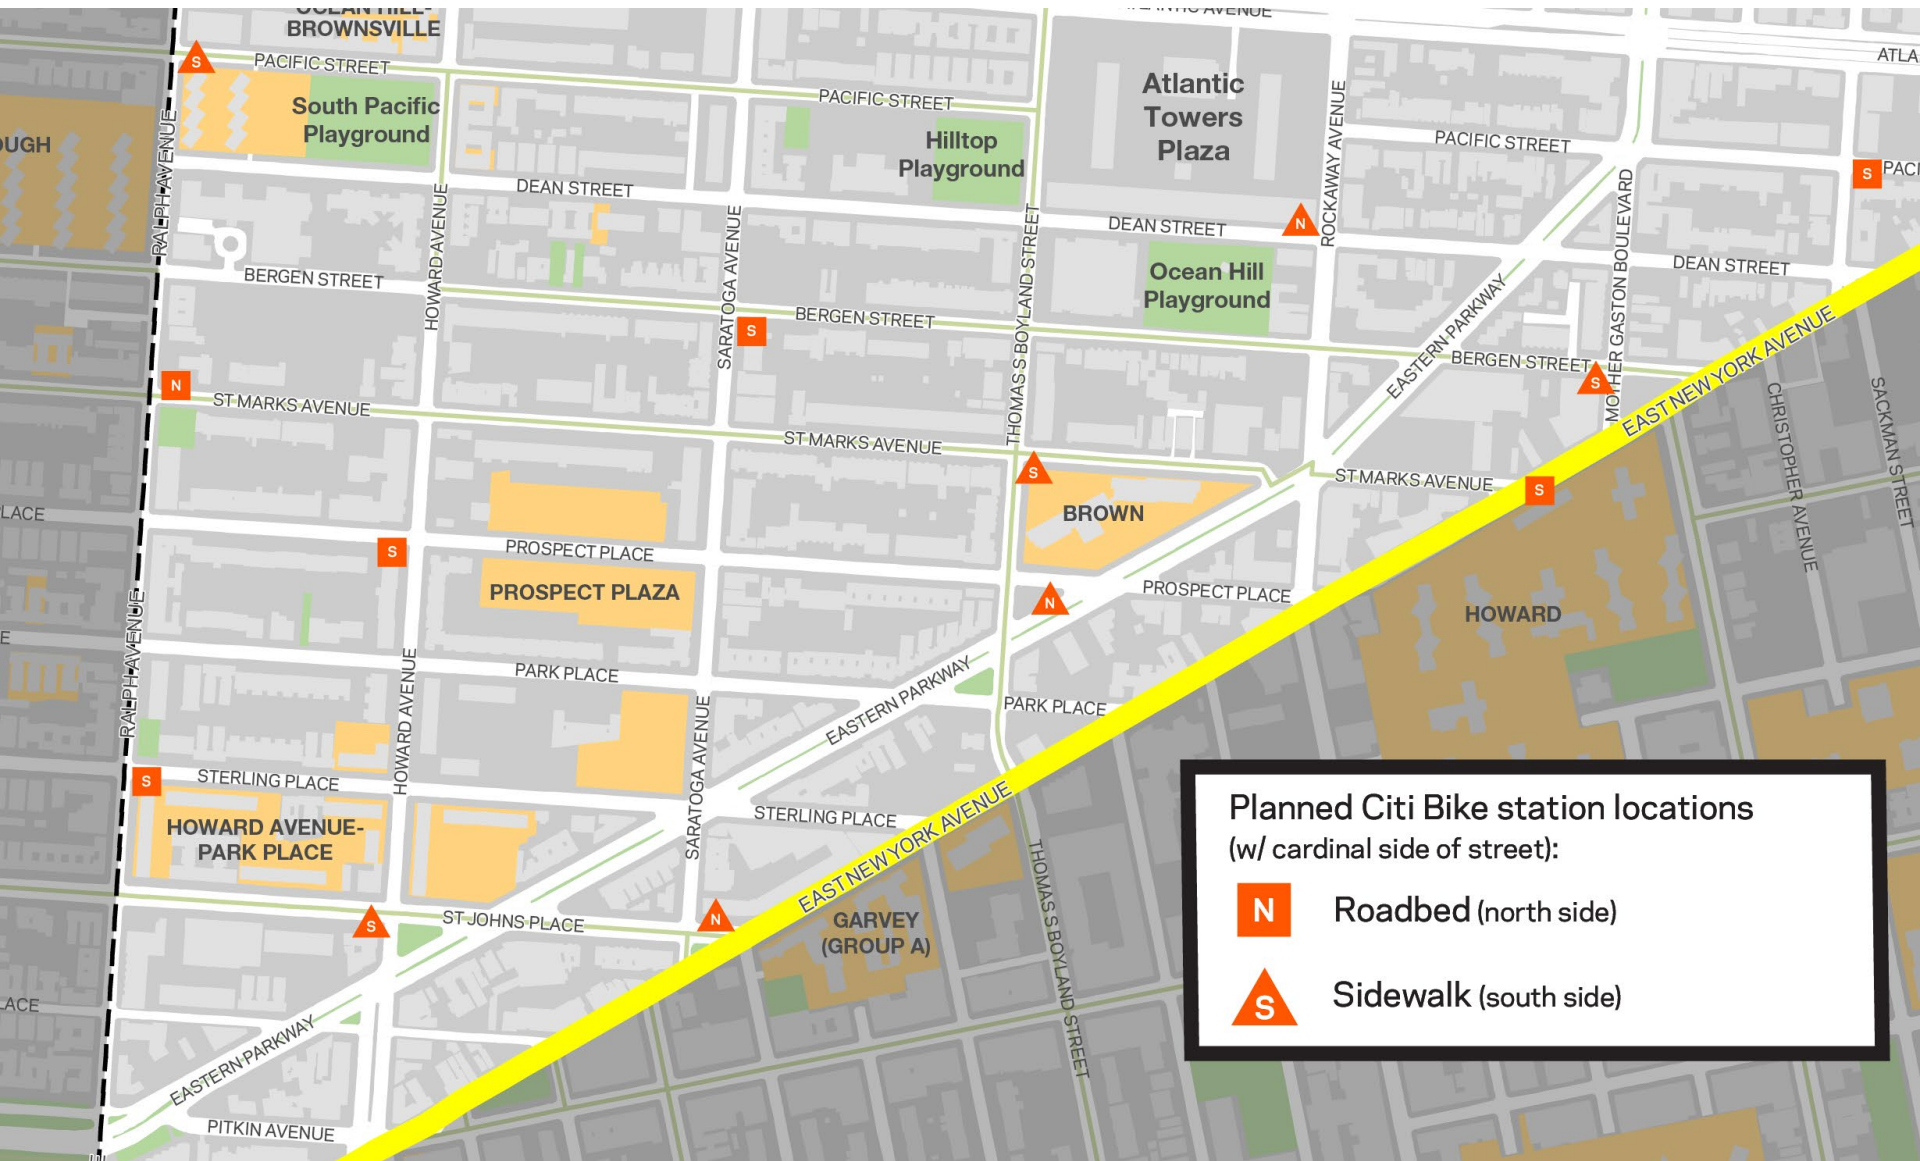 BROWNSVILLE
ATLANTIC AVENUE
S
PACIFIC STREET
South Pacific
Playground
PACIFIC STREET
Hilltop
Playground
Atlantic
Towers
Plaza
ROCKAWAY AVENUE
PACIFIC STREET
S
RALPH AVENUE
DEAN STREET
HOWARD AVENUE
SARATOGA AVENUE
THOMAS S BOYLAND STREET
DEAN STREET
N
MOTHER GASTON BOULEVARD
DEAN STREET
BERGEN STREET
BERGEN STREET
S
Ocean Hill
Playground
EASTERN PARKWAY
BERGEN STREET
S
EAST NEW YORK AVENUE
CHRISTOPHER AVENUE
SACKMAN STREET
N
ST MARKS AVENUE
ST MARKS AVENUE
S
BROWN
ST MARKS AVENUE
S
PROSPECT PLACE
S
PROSPECT PLAZA
N
PROSPECT PLACE
HOWARD
RALPH AVENUE
HOWARD AVENUE
PARK PLACE
SARATOGA AVENUE
EASTERN PARKWAY
PARK PLACE
S
STERLING PLACE
STERLING PLACE
EAST NEW YORK AVENUE
HOWARD AVENUE-
PARK PLACE
S
ST JOHNS PLACE
N
GARVEY
(GROUP A)
THOMAS S BOYLAND STREET
EASTERN PARKWAY
PITKIN AVENUE
Planned Citi Bike station locations
(w/ cardinal side of street):
N Roadbed (north side)
S Sidewalk (south side)